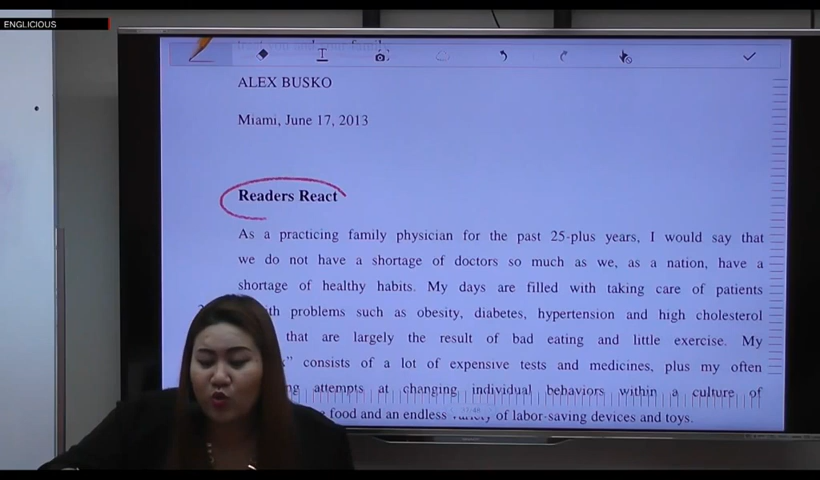 ENGLICIOUS
ALEX BUSKO
Miami, June 17, 2013
Readers React
As a practicing family physician for the past 25-plus years, I would say that
we do not have a shortage of doctors so much as we, as a nation, have a
shortage of healthy habits. My days are filled with taking care of patients
problems such as obesity, diabetes, hypertension and high cholesterol
that are largely the result of bad eating and little exercise. My
” consists of a lot of expensive tests and medicines, plus my often
attempts at changing individual behaviors within a culture of
food and an endless of labor-saving devices and toys.